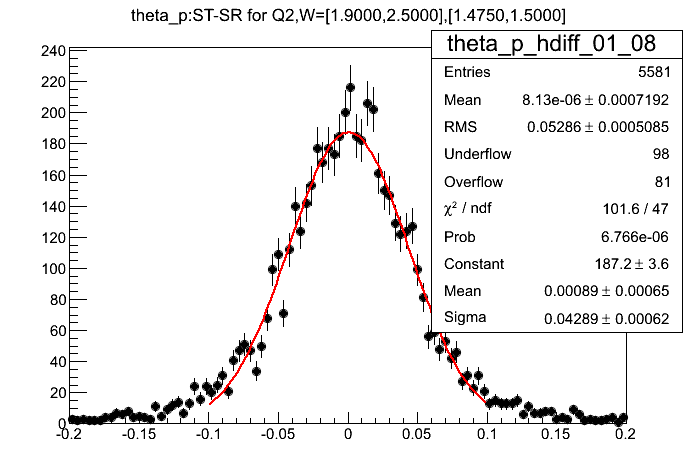 theta_p:ST-SR for Q2,W=[1.9000,2.5000],[1.4750,1.5000]
theta_p_hdiff_01_08
Entries 5581
Mean 8.13e-06 ± 0.0007192
RMS 0.05286 ± 0.0005085
Underflow 98
Overflow 81
χ² / ndf 101.6 / 47
Prob 6.766e-06
Constant 187.2 ± 3.6
Mean 0.00089 ± 0.00065
Sigma 0.04289 ± 0.00062
240
220
200
180
160
140
120
100
80
60
40
20
0
-0.2 -0.15 -0.1 -0.05 0 0.05 0.1 0.15 0.2